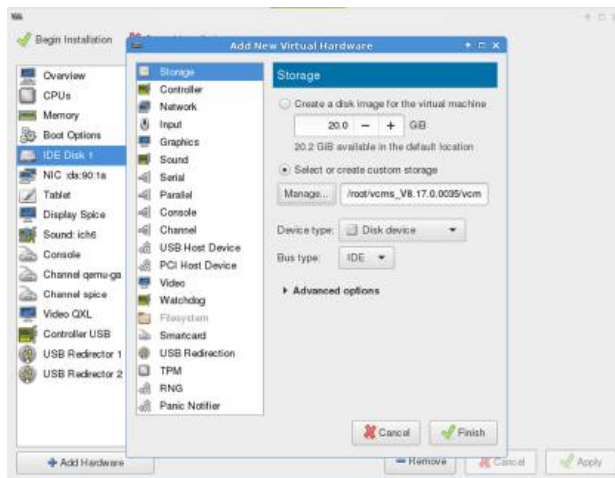 Begin Installation
Add New Virtual Hardware
Overview
CPUs
Memory
Boot Options
IDE Disk 1
NIC :da:90:1a
Tablet
Display Spice
Sound: ich6
Console
Channel qemu-ga
Channel spice
Video QXL
Controller USB
USB Redirector 1
USB Redirector 2
Add Hardware
Storage
Controller
Network
Input
Graphics
Sound
Serial
Parallel
Console
Channel
USB Host Device
PCI Host Device
Video
Watchdog
Filesystem
Smartcard
USB Redirection
TPM
RNG
Panic Notifier
Storage
Create a disk image for the virtual machine
20.0 − + GiB
20.2 GiB available in the default location
Select or create custom storage
Manage... /root/vcms_V8.17.0.0035/vcm
Device type: Disk device
Bus type: IDE
Advanced options
Cancel Finish
Remove Cancel Apply